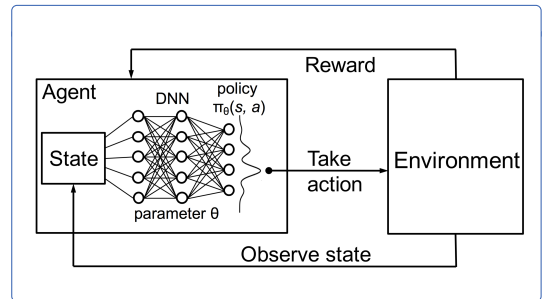 Reward
Agent
DNN
policy
πθ(s, a)
State
Take
action
Environment
parameter θ
Observe state